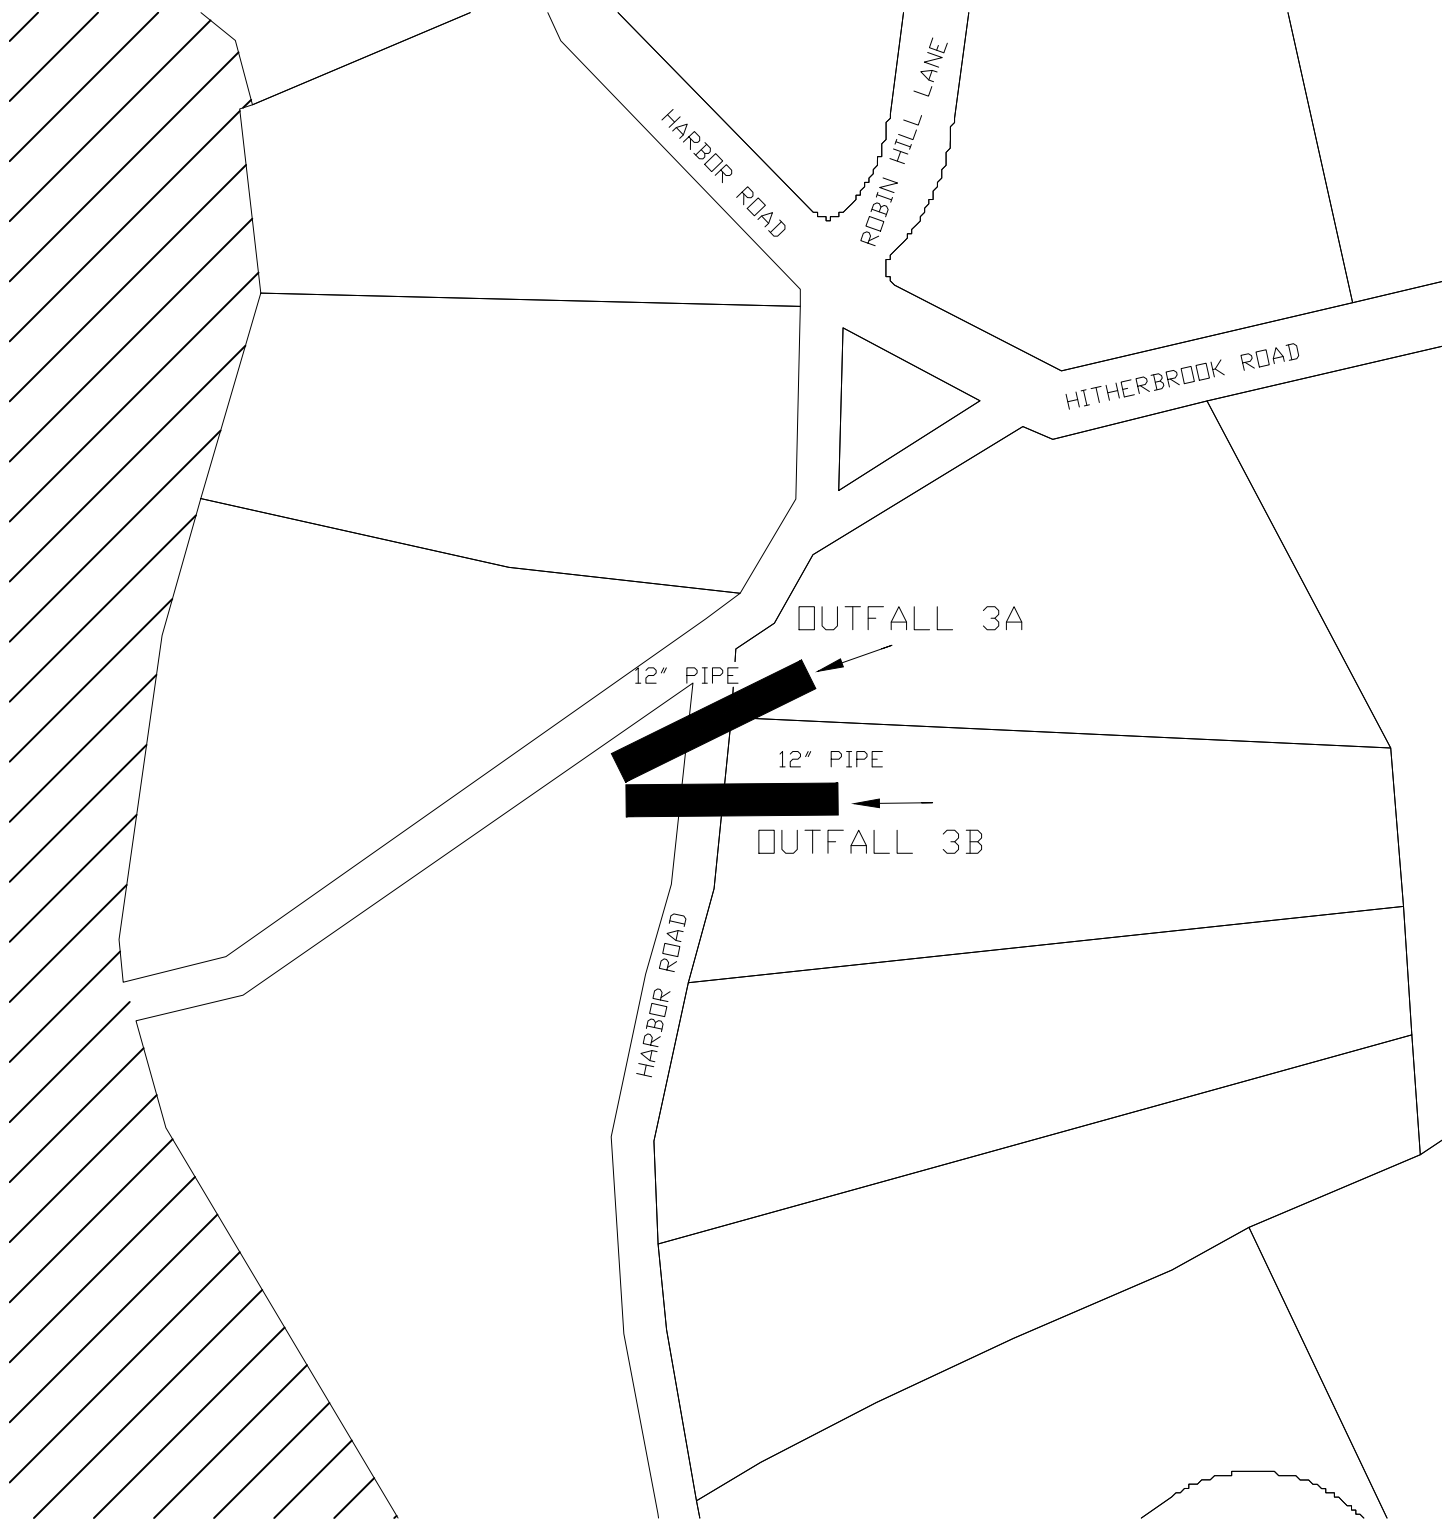 HARBOR ROAD
ROBIN HILL LANE
HITHERBROOK ROAD
OUTFALL 3A
12" PIPE
12" PIPE
OUTFALL 3B
HARBOR ROAD